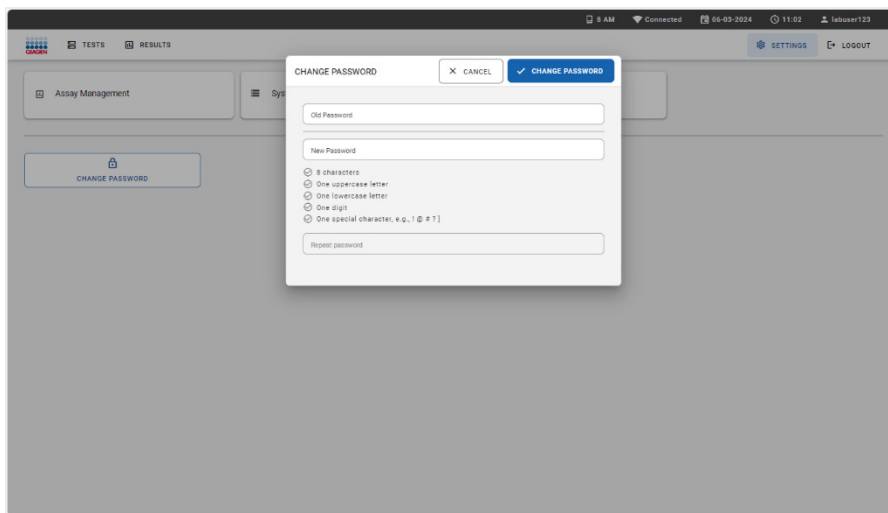 8 AM Connected 06-03-2024 11:02 labuser123
QIAGEN TESTS RESULTS SETTINGS LOGOUT
CHANGE PASSWORD CANCEL CHANGE PASSWORD
Assay Management Sys
Old Password
New Password
CHANGE PASSWORD
8 characters
One uppercase letter
One lowercase letter
One digit
One special character, e.g., ! @ # ? ]
Repeat password